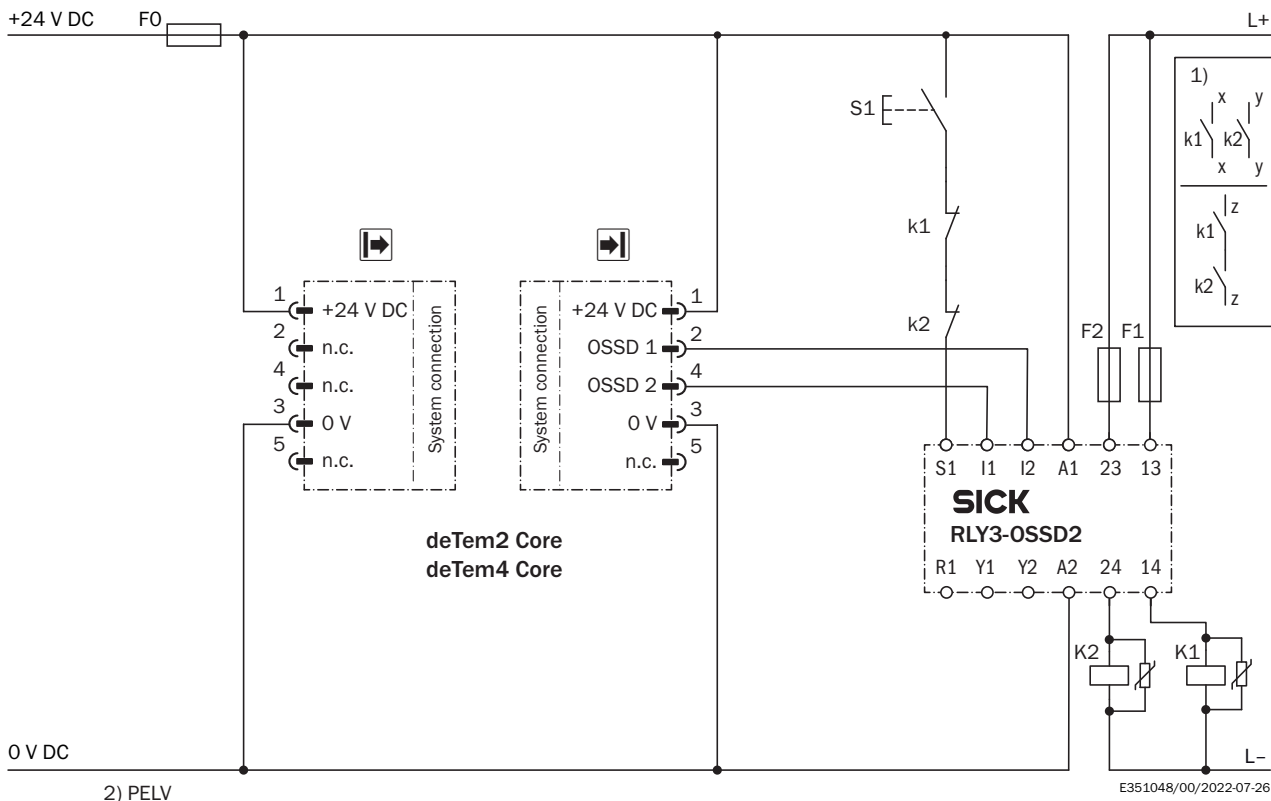 +24 V DC
F0
L+
1)
x
y
k1
k2
x
y
z
k1
k2
z
S1
k1
k2
F2
F1
1
+24 V DC
2
n.c.
4
n.c.
3
0 V
5
n.c.
System connection
System connection
+24 V DC
1
OSSD 1
2
OSSD 2
4
0 V
3
n.c.
5
deTem2 Core
deTem4 Core
S1
I1
I2
A1
23
13
SICK
RLY3-OSSD2
R1
Y1
Y2
A2
24
14
K2
K1
0 V DC
L–
2) PELV
E351048/00/2022-07-26